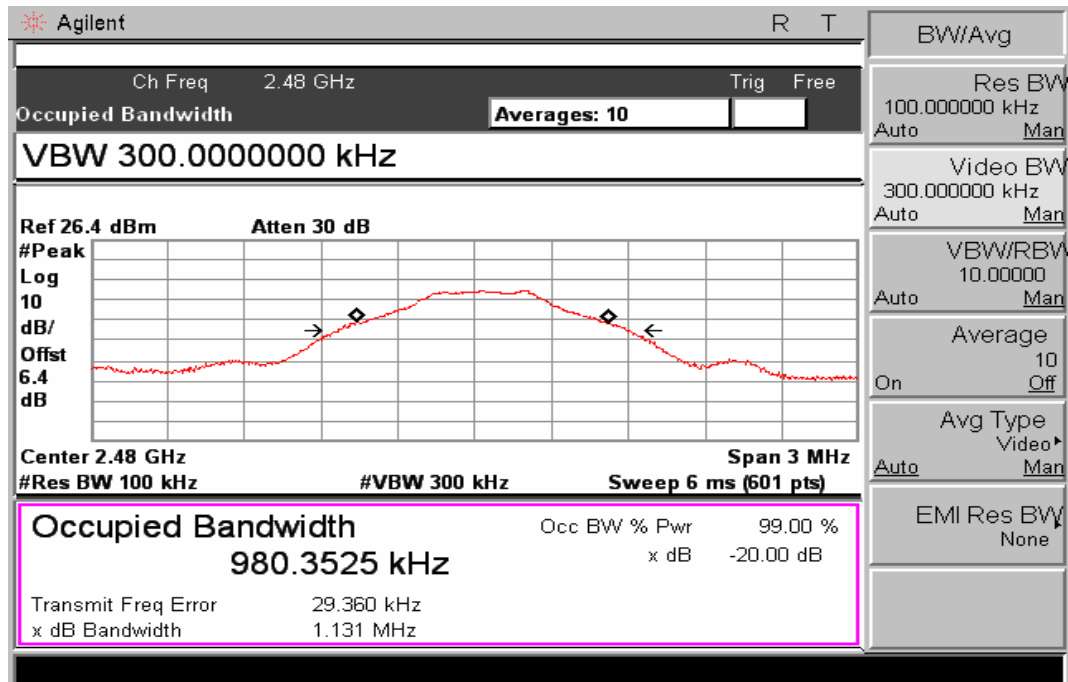 Agilent R T
Ch Freq 2.48 GHz Trig Free
Occupied Bandwidth Averages: 10
VBW 300.0000000 kHz
Ref 26.4 dBm Atten 30 dB
#Peak
Log
10
dB/
Offst
6.4
dB
Center 2.48 GHz Span 3 MHz
#Res BW 100 kHz #VBW 300 kHz Sweep 6 ms (601 pts)
Occupied Bandwidth
980.3525 kHz
Occ BW % Pwr 99.00 %
x dB -20.00 dB
Transmit Freq Error 29.360 kHz
x dB Bandwidth 1.131 MHz
BW/Avg
Res BW
100.000000 kHz
Auto Man
Video BW
300.000000 kHz
Auto Man
VBW/RBW
10.00000
Auto Man
Average
10
On Off
Avg Type
Video
Auto Man
EMI Res BW
None